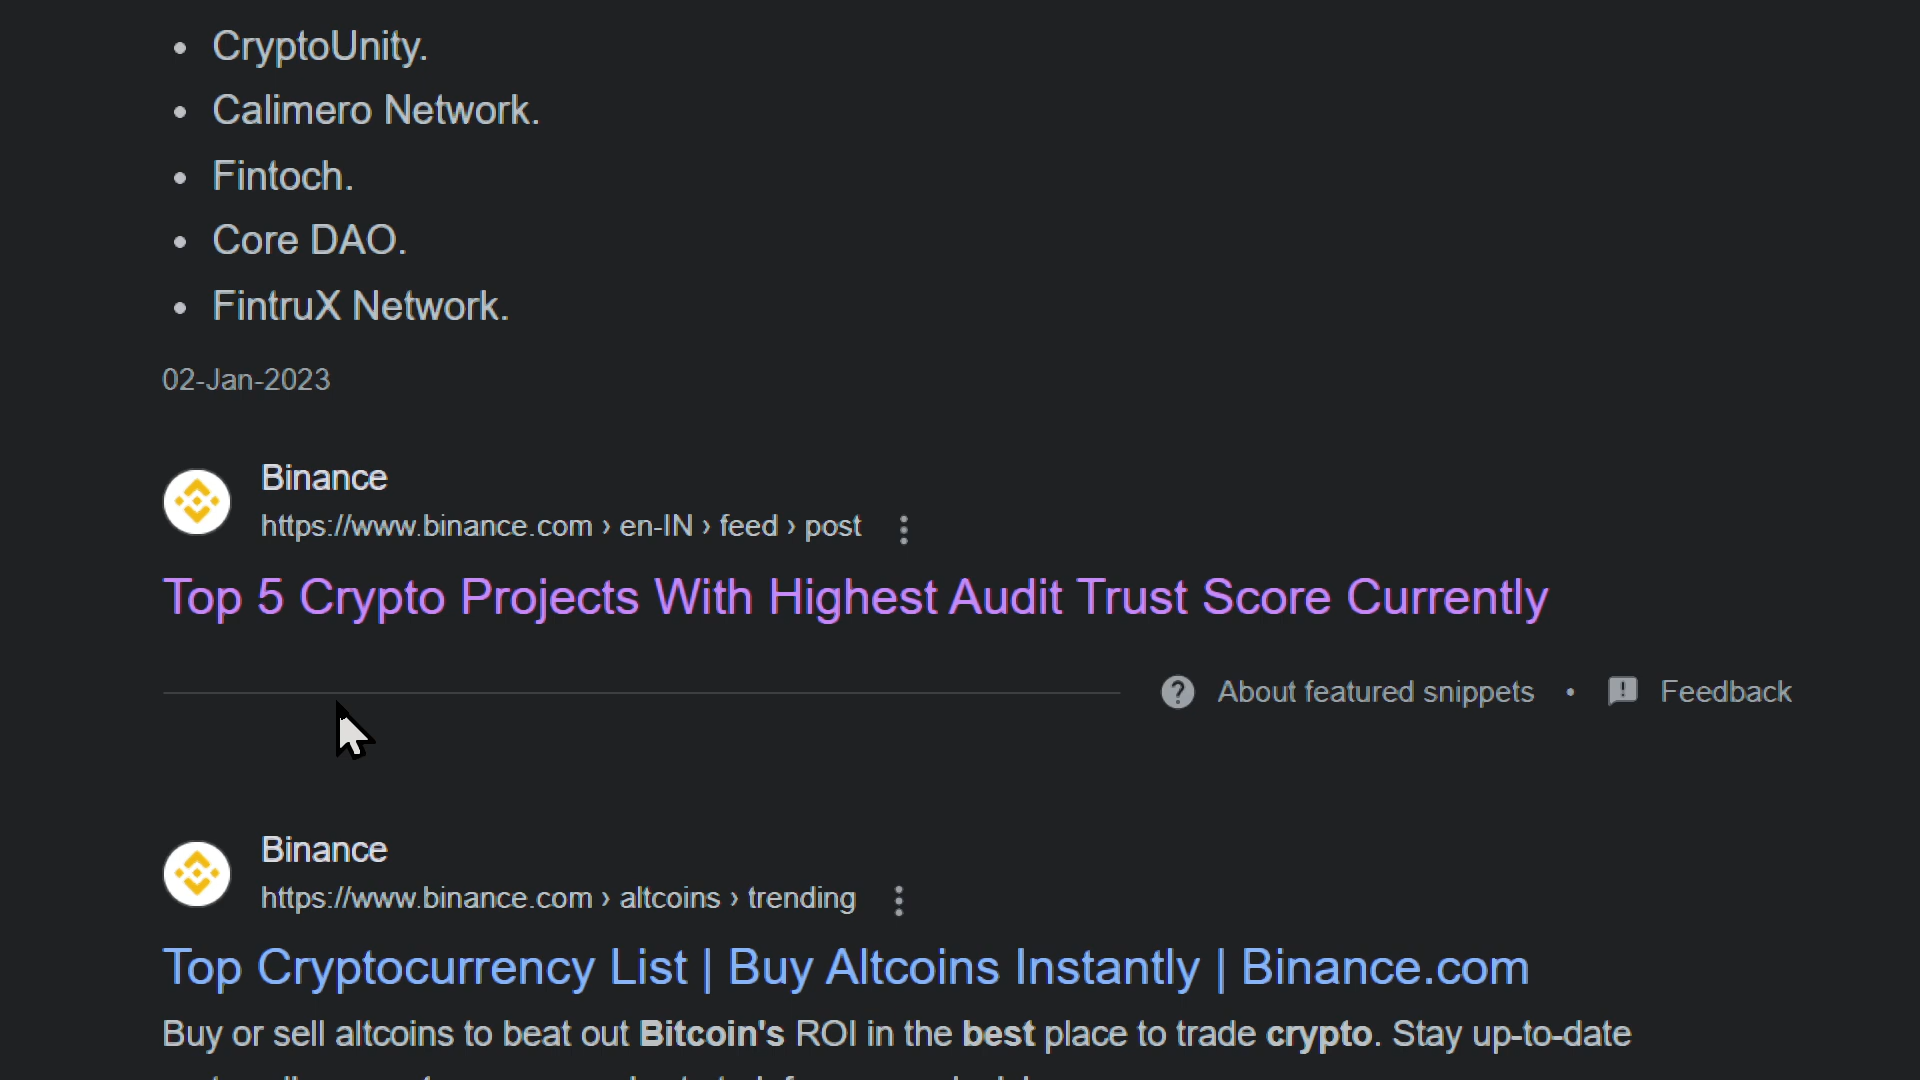 CryptoUnity.
Calimero Network.
Fintoch.
Core DAO.
FintruX Network.
02-Jan-2023
Binance
https://www.binance.com › en-IN › feed › post
Top 5 Crypto Projects With Highest Audit Trust Score Currently
About featured snippets • Feedback
Binance
https://www.binance.com › altcoins › trending
Top Cryptocurrency List | Buy Altcoins Instantly | Binance.com
Buy or sell altcoins to beat out Bitcoin's ROI in the best place to trade crypto. Stay up-to-date